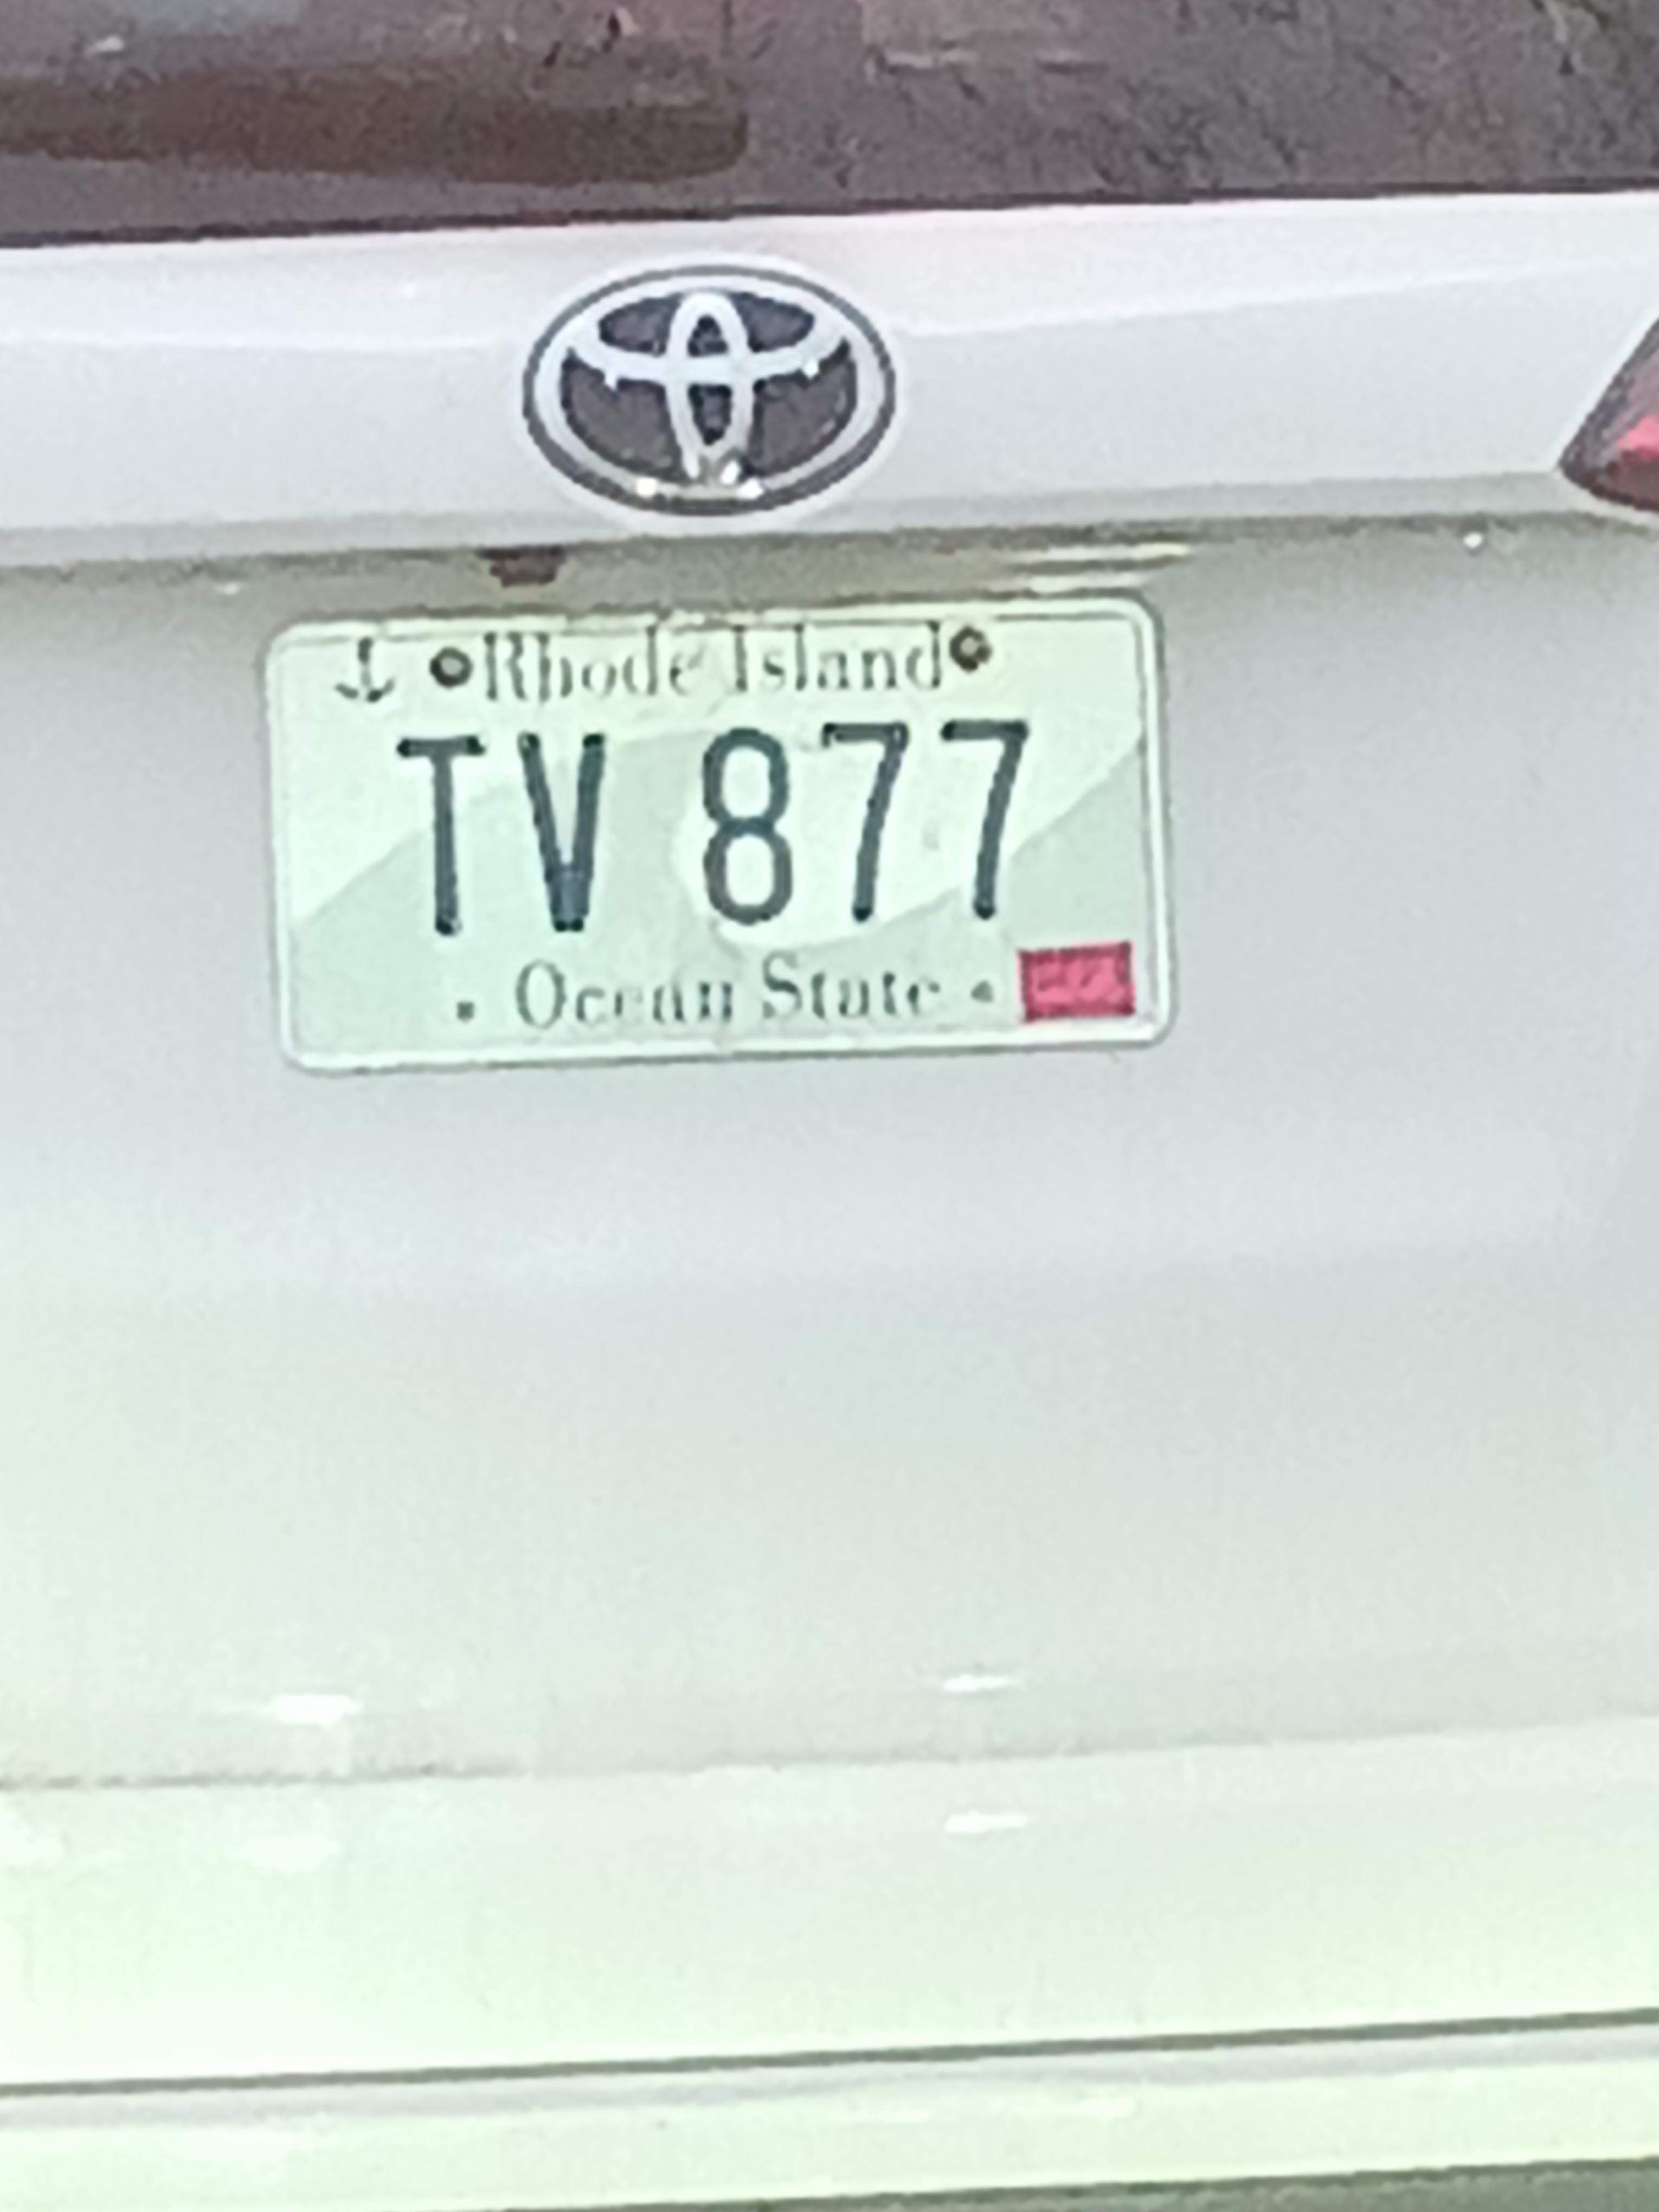 Rhode Island
TV 877
Ocean State